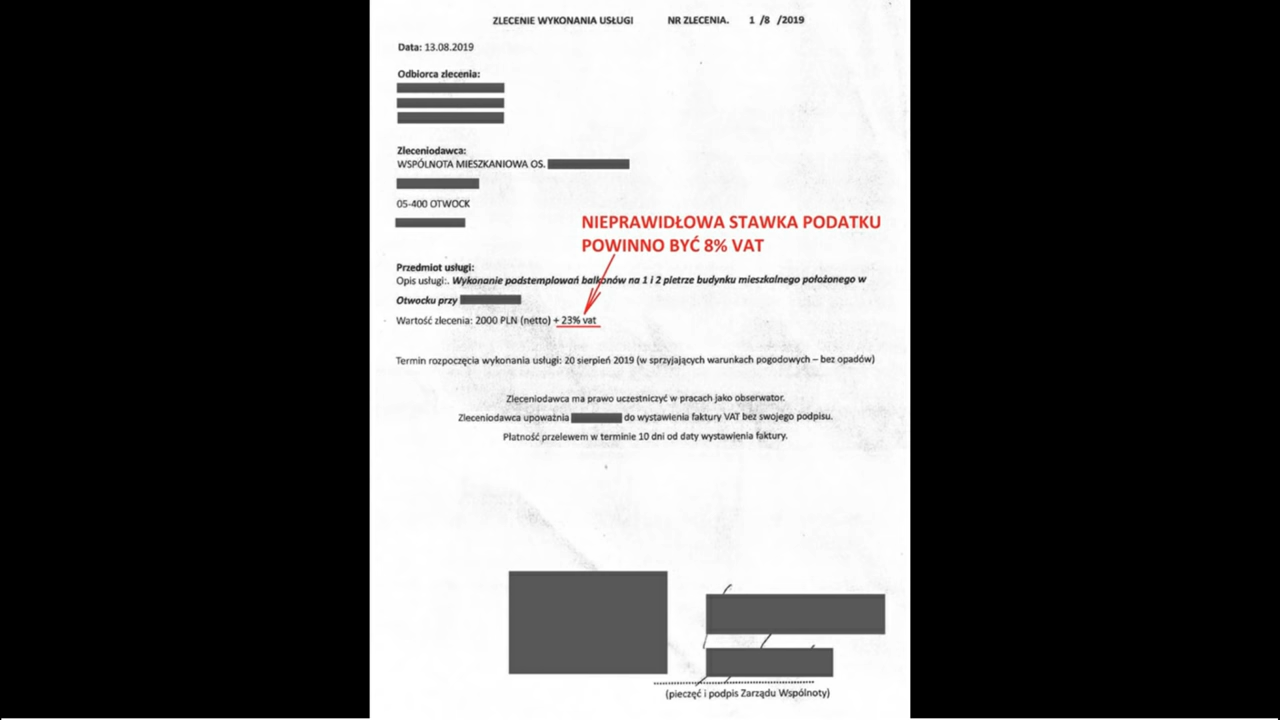 ZLECENIE WYKONANIA USŁUGI NR ZLECENIA. 1 /8 /2019
Data: 13.08.2019
Odbiorca zlecenia:
Zleceniodawca:
WSPÓLNOTA MIESZKANIOWA OS.
05-400 OTWOCK
NIEPRAWIDŁOWA STAWKA PODATKU
POWINNO BYĆ 8% VAT
Przedmiot usługi:
Opis usługi:. Wykonanie podstemplowań balkonów na 1 i 2 pietrze budynku mieszkalnego położonego w
Otwocku przy
Wartość zlecenia: 2000 PLN (netto) + 23% vat
Termin rozpoczęcia wykonania usługi: 20 sierpień 2019 (w sprzyjających warunkach pogodowych – bez opadów)
Zleceniodawca ma prawo uczestniczyć w pracach jako obserwator.
Zleceniodawca upoważnia do wystawienia faktury VAT bez swojego podpisu.
Płatność przelewem w terminie 10 dni od daty wystawienia faktury.
(pieczęć i podpis Zarządu Wspólnoty)